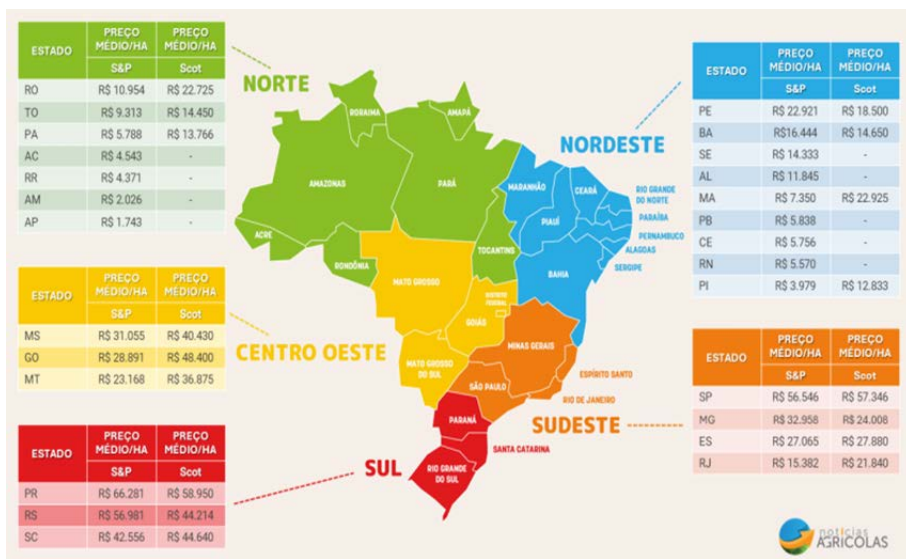 ESTADO PREÇO MÉDIO/HA PREÇO MÉDIO/HA
S&P Scot
RO R$ 10.954 R$ 22.725
TO R$ 9.313 R$ 14.450
PA R$ 5.788 R$ 13.766
AC R$ 4.543 -
RR R$ 4.371 -
AM R$ 2.026 -
AP R$ 1.743 -
NORTE
ESTADO PREÇO MÉDIO/HA PREÇO MÉDIO/HA
S&P Scot
PE R$ 22.921 R$ 18.500
BA R$16.444 R$ 14.650
SE R$ 14.333 -
AL R$ 11.845 -
MA R$ 7.350 R$ 22.925
PB R$ 5.838 -
CE R$ 5.756 -
RN R$ 5.570 -
PI R$ 3.979 R$ 12.833
NORDESTE
RORAIMA
AMAPÁ
AMAZONAS
PARÁ
MARANHÃO
CEARÁ
RIO GRANDE
DO NORTE
PIAUÍ
PARAÍBA
PERNAMBUCO
ALAGOAS
SERGIPE
ACRE
RONDÔNIA
TOCANTINS
BAHIA
MATO GROSSO
DISTRITO
FEDERAL
GOIÁS
MINAS GERAIS
MATO GROSSO
DO SUL
ESPÍRITO SANTO
SÃO PAULO
RIO DE JANEIRO
PARANÁ
SANTA CATARINA
RIO GRANDE
DO SUL
ESTADO PREÇO MÉDIO/HA PREÇO MÉDIO/HA
S&P Scot
MS R$ 31.055 R$ 40.430
GO R$ 28.891 R$ 48.400
MT R$ 23.168 R$ 36.875
CENTRO OESTE
ESTADO PREÇO MÉDIO/HA PREÇO MÉDIO/HA
S&P Scot
SP R$ 56.546 R$ 57.346
MG R$ 32.958 R$ 24.008
ES R$ 27.065 R$ 27.880
RJ R$ 15.382 R$ 21.840
SUDESTE
ESTADO PREÇO MÉDIO/HA PREÇO MÉDIO/HA
S&P Scot
PR R$ 66.281 R$ 58.950
RS R$ 56.981 R$ 44.214
SC R$ 42.556 R$ 44.640
SUL
notícias
AGRÍCOLAS